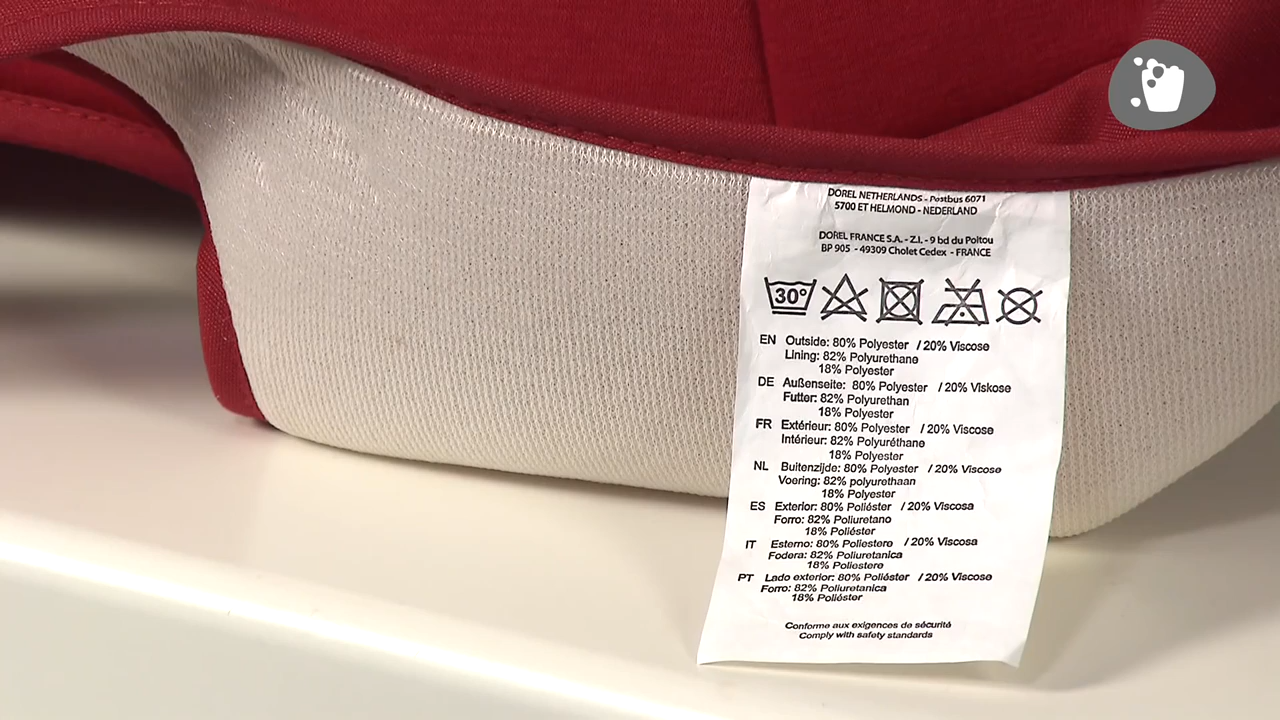 DOREL NETHERLANDS - Postbus 6071
5700 ET HELMOND - NEDERLAND
DOREL FRANCE S.A. - Z.I. - 9 bd du Poitou
BP 905 - 49309 Cholet Cedex - FRANCE
30°
EN Outside: 80% Polyester / 20% Viscose
Lining: 82% Polyurethane
18% Polyester
DE Außenseite: 80% Polyester / 20% Viskose
Futter: 82% Polyurethan
18% Polyester
FR Extérieur: 80% Polyester / 20% Viscose
Intérieur: 82% Polyuréthane
18% Polyester
NL Buitenzijde: 80% Polyester / 20% Viscose
Voering: 82% polyurethaan
18% Polyester
ES Exterior: 80% Poliéster / 20% Viscosa
Forro: 82% Poliuretano
18% Poliéster
IT Esterno: 80% Poliestere / 20% Viscosa
Fodera: 82% Poliuretanica
18% Poliestere
PT Lado exterior: 80% Poliéster / 20% Viscose
Forro: 82% Poliuretanica
18% Poliéster
Conforme aux exigences de sécurité
Comply with safety standards